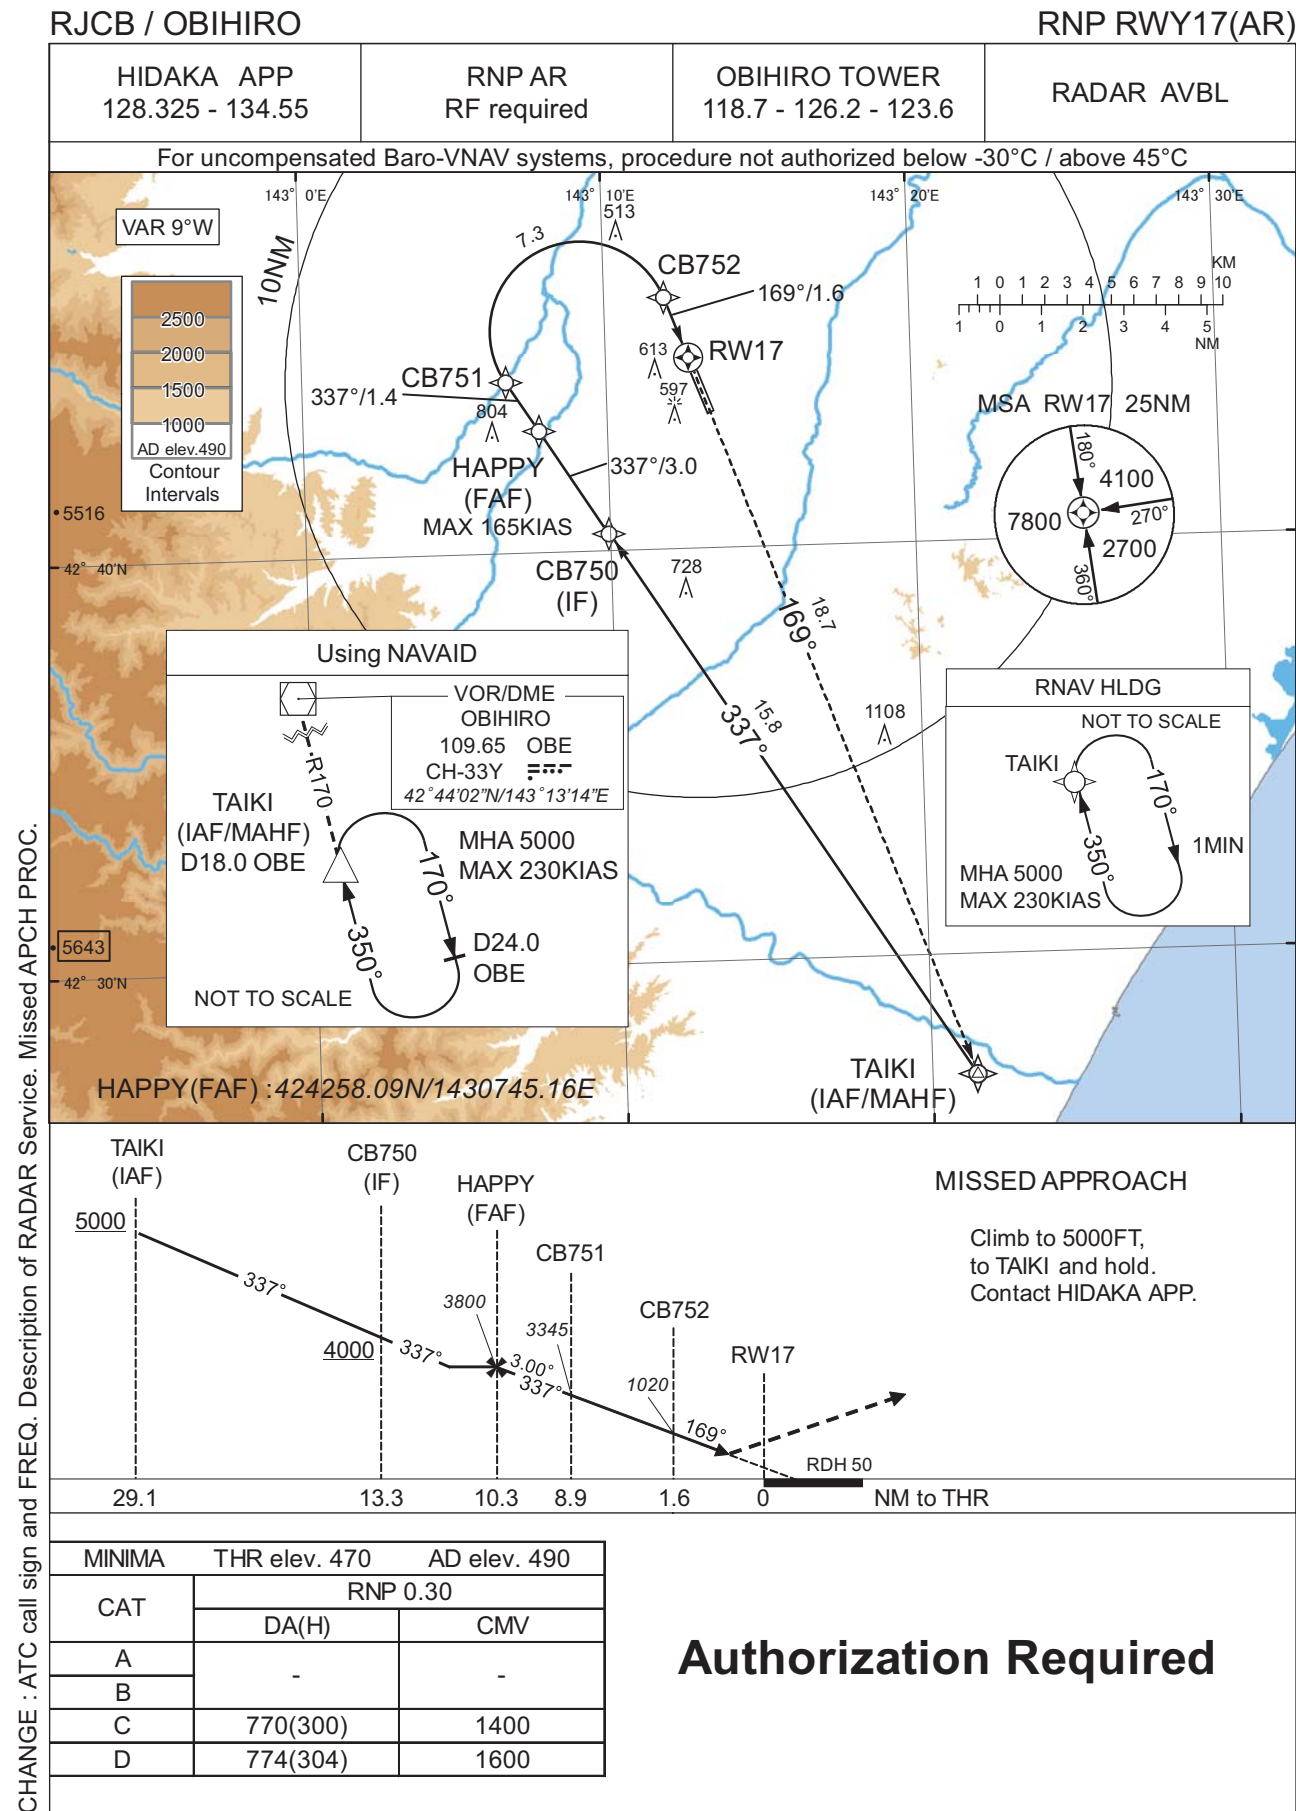 RJCB / OBIHIRO
RNP RWY17(AR)
HIDAKA APP
128.325 - 134.55
RNP AR
RF required
OBIHIRO TOWER
118.7 - 126.2 - 123.6
RADAR AVBL
For uncompensated Baro-VNAV systems, procedure not authorized below -30°C / above 45°C
143° 0'E
143° 10'E
143° 20'E
143° 30'E
VAR 9°W
10NM
2500
2000
1500
1000
AD elev.490
Contour
Intervals
513
7.3
CB752
169°/1.6
KM
1 0 1 2 3 4 5 6 7 8 9 10
1 0 1 2 3 4 5
NM
613
RW17
597
CB751
337°/1.4
804
HAPPY
(FAF)
MAX 165KIAS
337°/3.0
MSA RW17 25NM
180°
4100
7800
270°
2700
360°
5516
42° 40'N
CB750
(IF)
728
18.7
169°
15.8
337°
1108
Using NAVAID
VOR/DME
OBIHIRO
109.65 OBE
CH-33Y
42°44'02"N/143°13'14"E
R170
TAIKI
(IAF/MAHF)
D18.0 OBE
MHA 5000
MAX 230KIAS
170°
350°
D24.0
OBE
NOT TO SCALE
RNAV HLDG
NOT TO SCALE
TAIKI
170°
350°
1MIN
MHA 5000
MAX 230KIAS
5643
42° 30'N
TAIKI
(IAF/MAHF)
HAPPY(FAF) :424258.09N/1430745.16E
TAIKI
(IAF)
CB750
(IF)
HAPPY
(FAF)
CB751
CB752
RW17
5000
337°
4000
337°
3800
3.00°
337°
3345
1020
169°
RDH 50
29.1
13.3
10.3
8.9
1.6
0
NM to THR
MISSED APPROACH
Climb to 5000FT,
to TAIKI and hold.
Contact HIDAKA APP.
MINIMA THR elev. 470 AD elev. 490
CAT
RNP 0.30
DA(H) CMV
A
B
- -
C 770(300) 1400
D 774(304) 1600
Authorization Required
CHANGE : ATC call sign and FREQ. Description of RADAR Service. Missed APCH PROC.